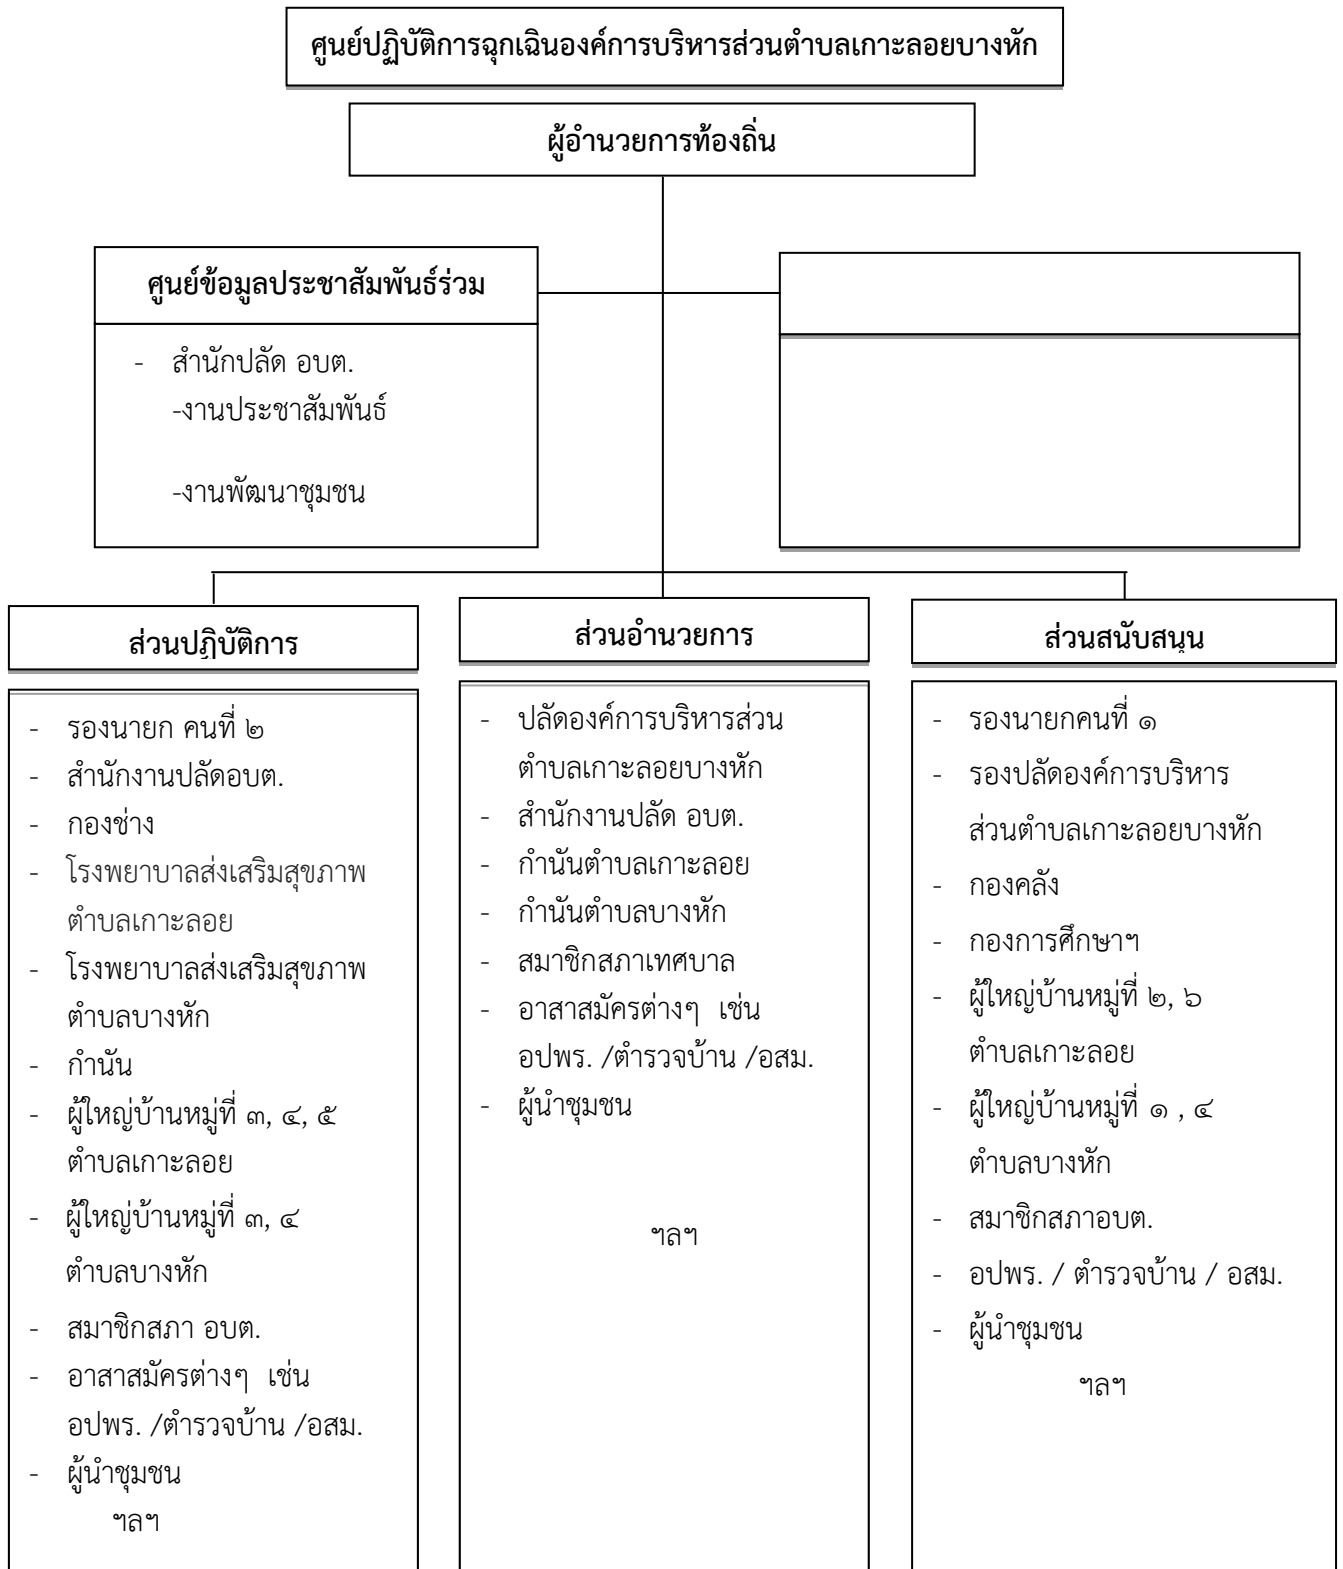 ศูนย์ปฏิบัติการฉุกเฉินองค์การบริหารส่วนตำบลเกาะลอยบางหัก
ผู้อำนวยการท้องถิ่น
ศูนย์ข้อมูลประชาสัมพันธ์ร่วม
- สำนักปลัด อบต.
-งานประชาสัมพันธ์
-งานพัฒนาชุมชน
ส่วนปฏิบัติการ
- รองนายก คนที่ ๒
- สำนักงานปลัดอบต.
- กองช่าง
- โรงพยาบาลส่งเสริมสุขภาพ
ตำบลเกาะลอย
- โรงพยาบาลส่งเสริมสุขภาพ
ตำบลบางหัก
- กำนัน
- ผู้ใหญ่บ้านหมู่ที่ ๓, ๔, ๕
ตำบลเกาะลอย
- ผู้ใหญ่บ้านหมู่ที่ ๓, ๔
ตำบลบางหัก
- สมาชิกสภา อบต.
- อาสาสมัครต่างๆ เช่น
อปพร. /ตำรวจบ้าน /อสม.
- ผู้นำชุมชน
ฯลฯ
ส่วนอำนวยการ
- ปลัดองค์การบริหารส่วน
ตำบลเกาะลอยบางหัก
- สำนักงานปลัด อบต.
- กำนันตำบลเกาะลอย
- กำนันตำบลบางหัก
- สมาชิกสภาเทศบาล
- อาสาสมัครต่างๆ เช่น
อปพร. /ตำรวจบ้าน /อสม.
- ผู้นำชุมชน
ฯลฯ
ส่วนสนับสนุน
- รองนายกคนที่ ๑
- รองปลัดองค์การบริหาร
ส่วนตำบลเกาะลอยบางหัก
- กองคลัง
- กองการศึกษาฯ
- ผู้ใหญ่บ้านหมู่ที่ ๒, ๖
ตำบลเกาะลอย
- ผู้ใหญ่บ้านหมู่ที่ ๑ , ๔
ตำบลบางหัก
- สมาชิกสภาอบต.
- อปพร. / ตำรวจบ้าน / อสม.
- ผู้นำชุมชน
ฯลฯ